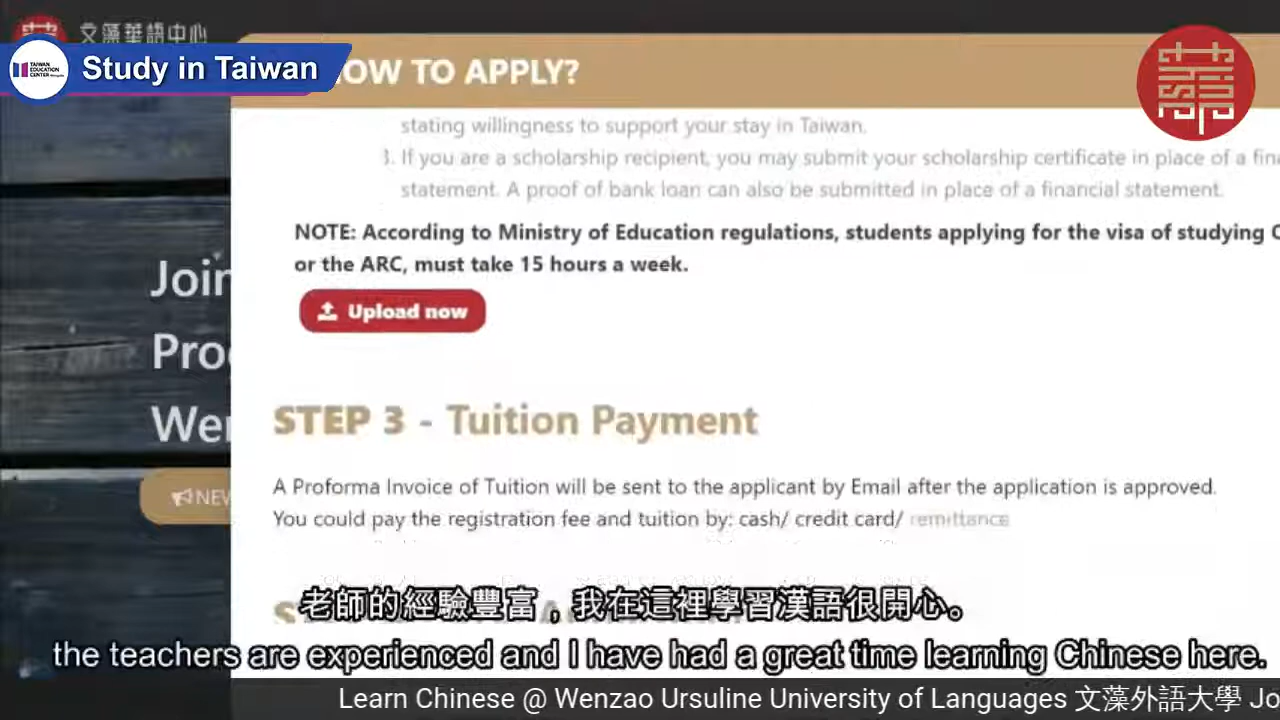 文藻華語中心
TAIWAN
EDUCATION
CENTER
Study in Taiwan
OW TO APPLY?
stating willingness to support your stay in Taiwan.
3. If you are a scholarship recipient, you may submit your scholarship certificate in place of a fin
statement. A proof of bank loan can also be submitted in place of a financial statement.
NOTE: According to Ministry of Education regulations, students applying for the visa of studying C
or the ARC, must take 15 hours a week.
Upload now
Join
Pro
Wen
NEW
STEP 3 - Tuition Payment
A Proforma Invoice of Tuition will be sent to the applicant by Email after the application is approved.
You could pay the registration fee and tuition by: cash/ credit card/ remittance
老師的經驗豐富，我在這裡學習漢語很開心。
the teachers are experienced and I have had a great time learning Chinese here.
Learn Chinese @ Wenzao Ursuline University of Languages 文藻外語大學 Jo